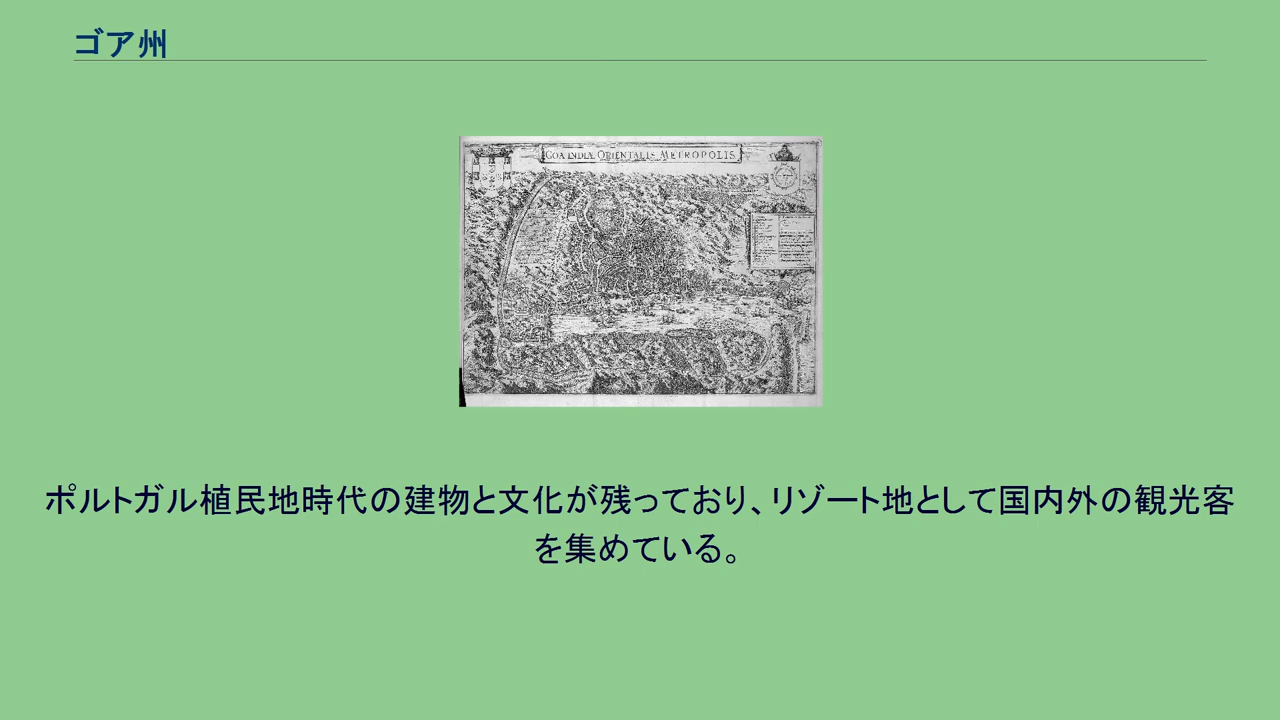 ゴア州
GOA INDIÆ ORIENTALIS METROPOLIS
ポルトガル植民地時代の建物と文化が残っており、リゾート地として国内外の観光客
を集めている。